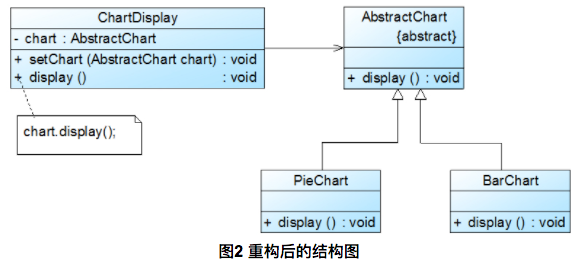 ChartDisplay
- chart : AbstractChart
+ setChart (AbstractChart chart) : void
+ display () : void
chart.display();
AbstractChart
{abstract}
+ display () : void
PieChart
+ display () : void
BarChart
+ display () : void
图2 重构后的结构图